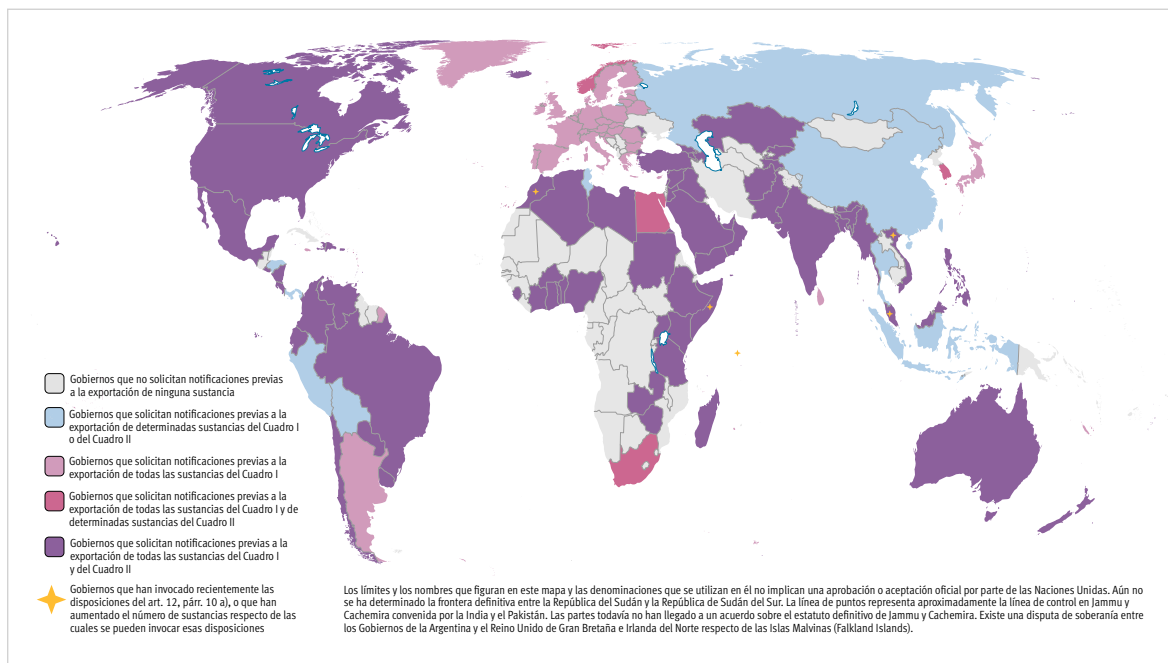 Gobiernos que no solicitan notificaciones previas
a la exportación de ninguna sustancia
Gobiernos que solicitan notificaciones previas a la
exportación de determinadas sustancias del Cuadro I
o del Cuadro II
Gobiernos que solicitan notificaciones previas a la
exportación de todas las sustancias del Cuadro I
Gobiernos que solicitan notificaciones previas a la
exportación de todas las sustancias del Cuadro I y de
determinadas sustancias del Cuadro II
Gobiernos que solicitan notificaciones previas a la
exportación de todas las sustancias del Cuadro I
y del Cuadro II
Gobiernos que han invocado recientemente las
disposiciones del art. 12, párr. 10 a), o que han
aumentado el número de sustancias respecto de las
cuales se pueden invocar esas disposiciones
Los límites y los nombres que figuran en este mapa y las denominaciones que se utilizan en él no implican una aprobación o aceptación oficial por parte de las Naciones Unidas. Aún no
se ha determinado la frontera definitiva entre la República del Sudán y la República de Sudán del Sur. La línea de puntos representa aproximadamente la línea de control en Jammu y
Cachemira convenida por la India y el Pakistán. Las partes todavía no han llegado a un acuerdo sobre el estatuto definitivo de Jammu y Cachemira. Existe una disputa de soberanía entre
los Gobiernos de la Argentina y el Reino Unido de Gran Bretaña e Irlanda del Norte respecto de las Islas Malvinas (Falkland Islands).